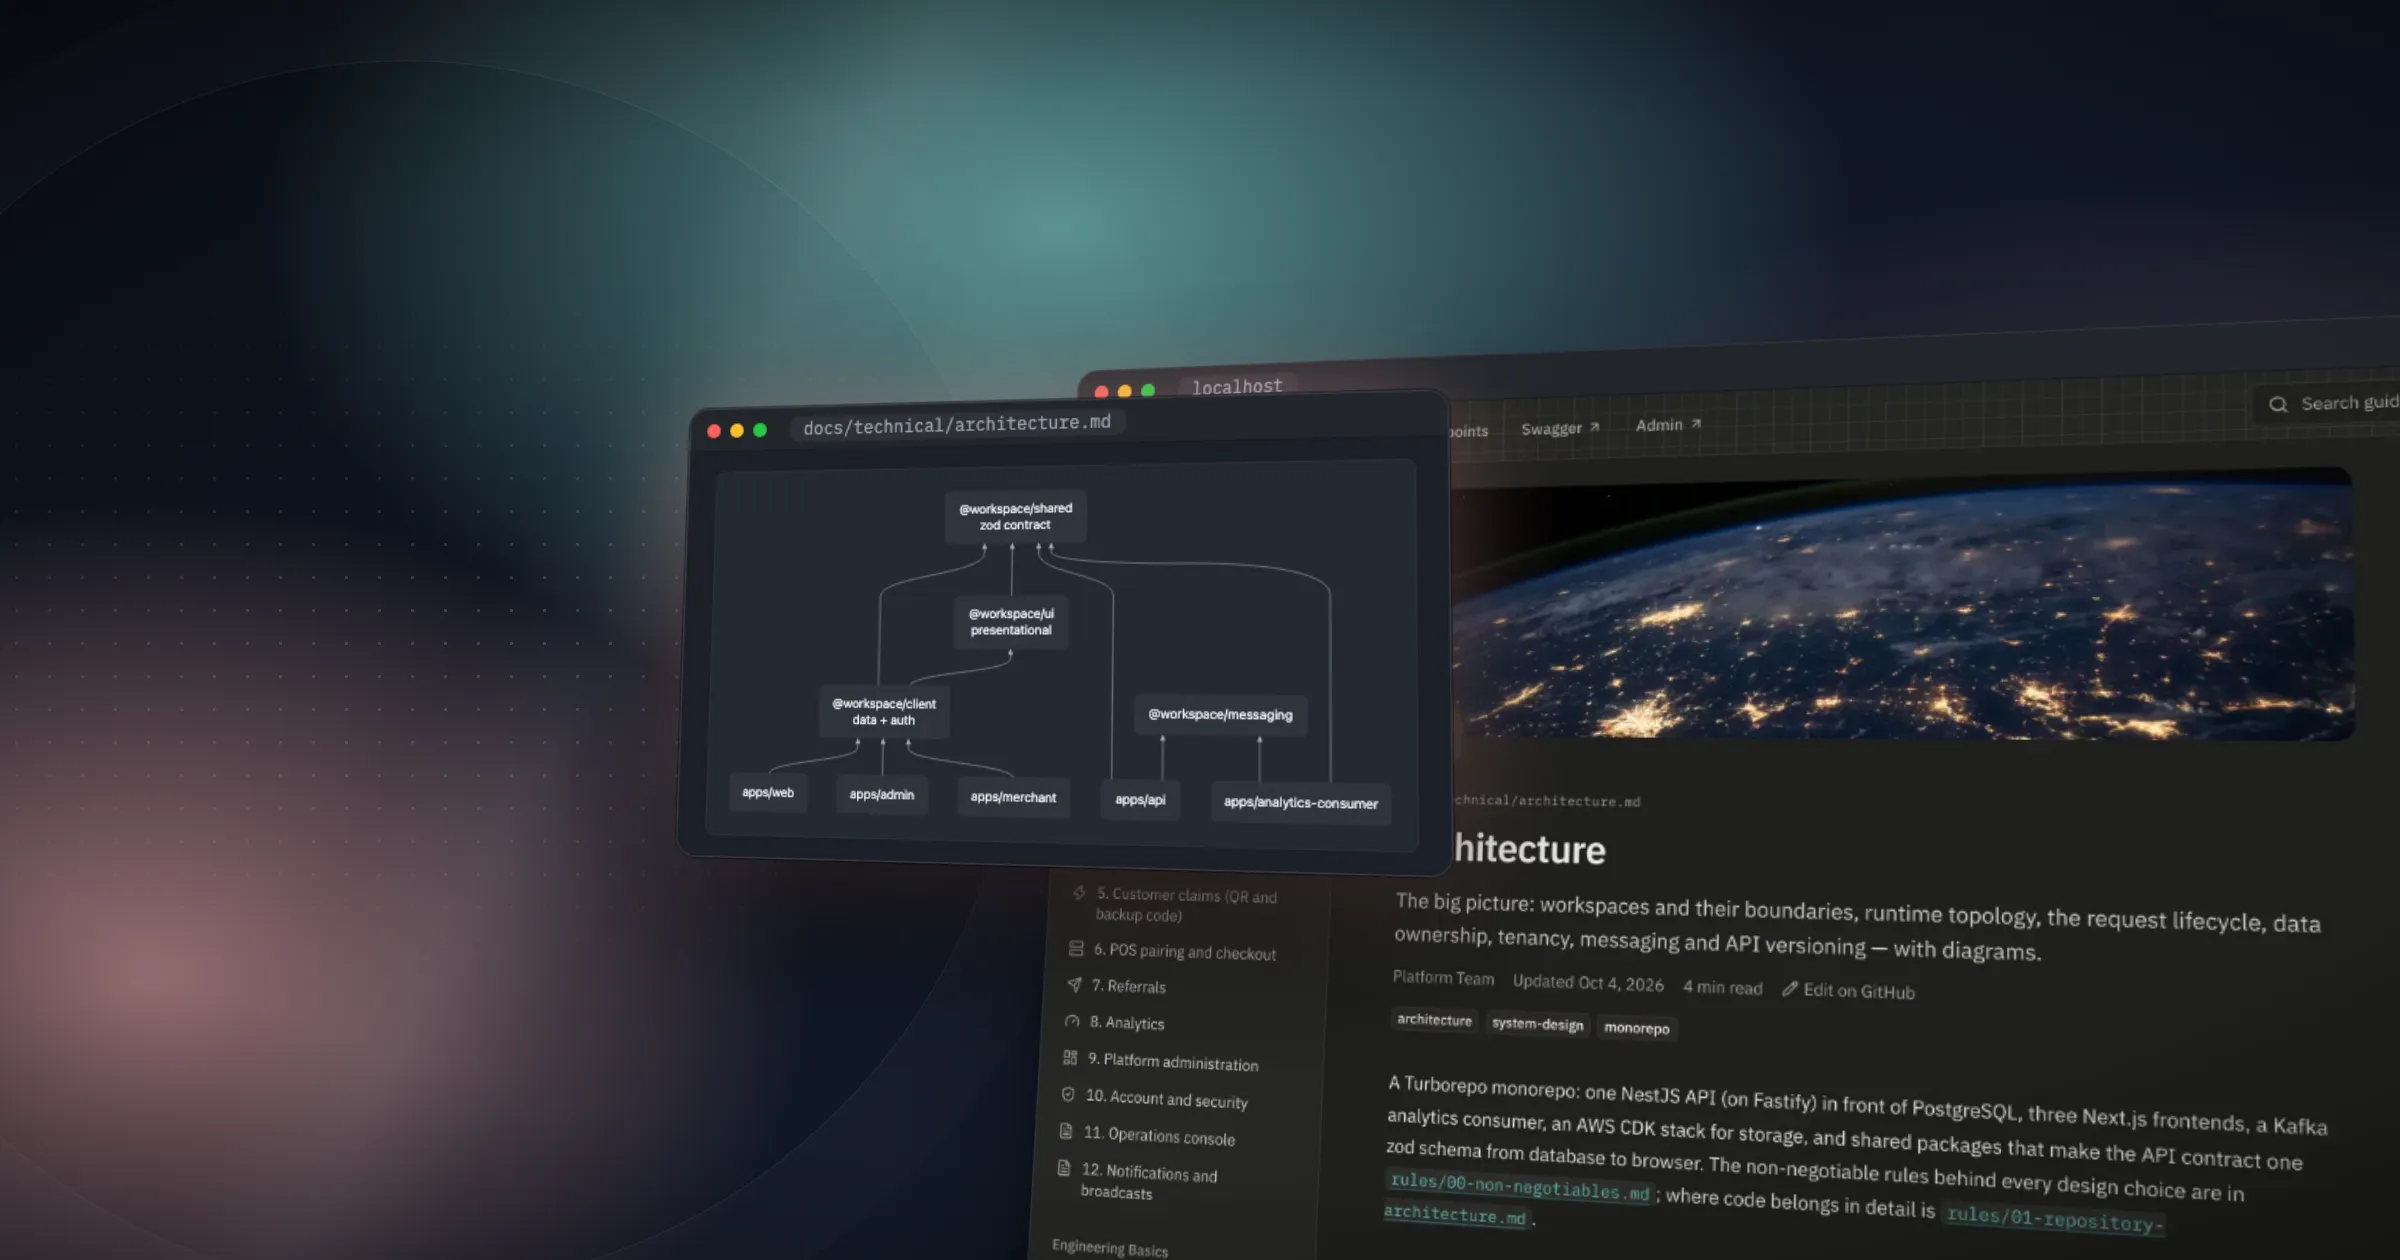 localhost
docs/technical/architecture.md
Swagger ↗
Admin ↗
Search
@workspace/shared
zod contract
@workspace/ui
presentational
@workspace/client
data + auth
@workspace/messaging
apps/web
apps/admin
apps/merchant
apps/api
apps/analytics-consumer
5. Customer claims (QR and
backup code)
6. POS pairing and checkout
7. Referrals
8. Analytics
9. Platform administration
10. Account and security
11. Operations console
12. Notifications and
broadcasts
Engineering Basics
The big picture: workspaces and their boundaries, runtime topology, the request lifecycle, data
ownership, tenancy, messaging and API versioning — with diagrams.
Platform Team Updated Oct 4, 2026 4 min read Edit on GitHub
architecture system-design monorepo
A Turborepo monorepo: one NestJS API (on Fastify) in front of PostgreSQL, three Next.js frontends, a Kafka
analytics consumer, an AWS CDK stack for storage, and shared packages that make the API contract one
zod schema from database to browser. The non-negotiable rules behind every design choice are in
rules/00-non-negotiables.md ; where code belongs in detail is rules/01-repository-
architecture.md .